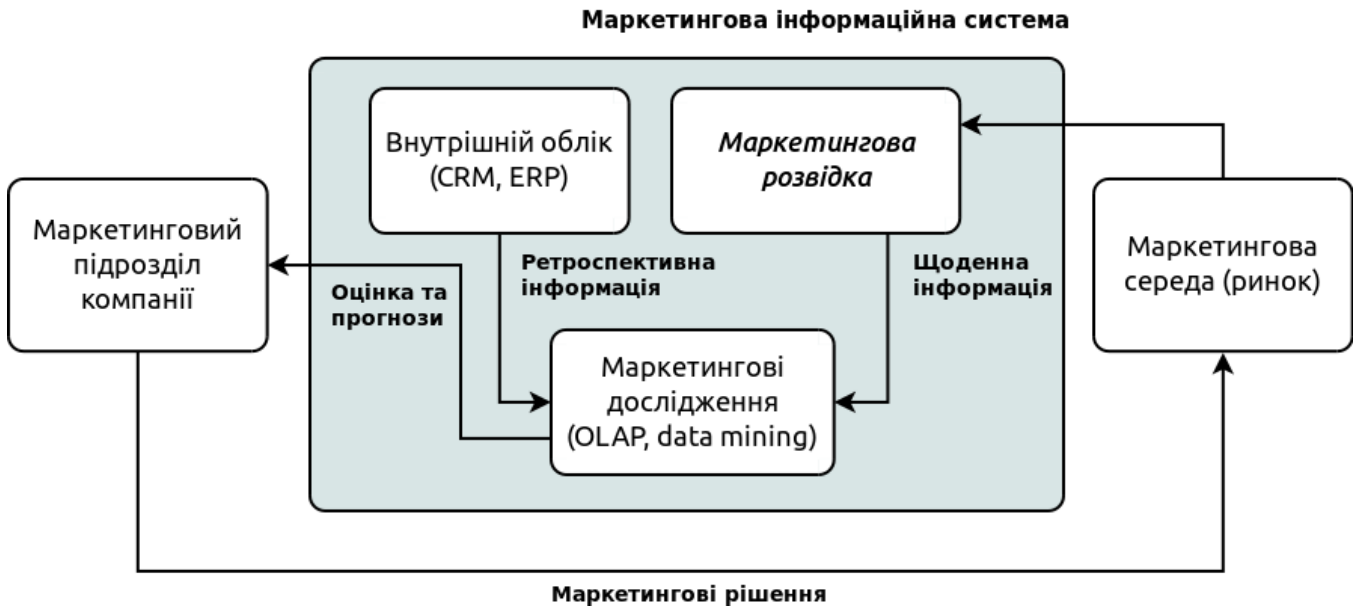 Маркетингова інформаційна система
Внутрішній облік
(CRM, ERP)
Маркетингова
розвідка
Маркетинговий
підрозділ
компанії
Маркетингова
середа (ринок)
Ретроспективна
інформація
Щоденна
інформація
Оцінка та
прогнози
Маркетингові
дослідження
(OLAP, data mining)
Маркетингові рішення